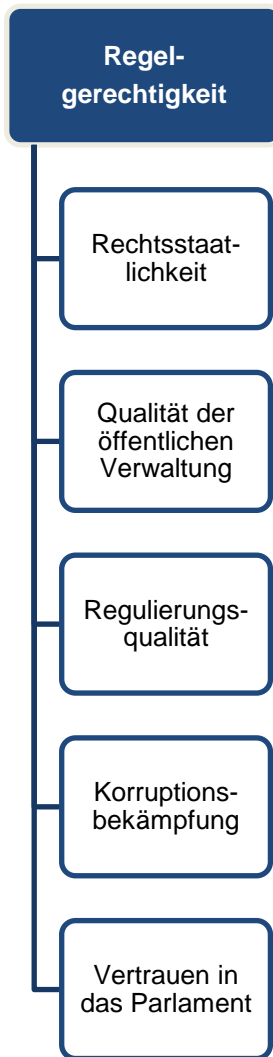 Regel-
gerechtigkeit
Rechtsstaat-
lichkeit
Qualität der
öffentlichen
Verwaltung
Regulierungs-
qualität
Korruptions-
bekämpfung
Vertrauen in
das Parlament